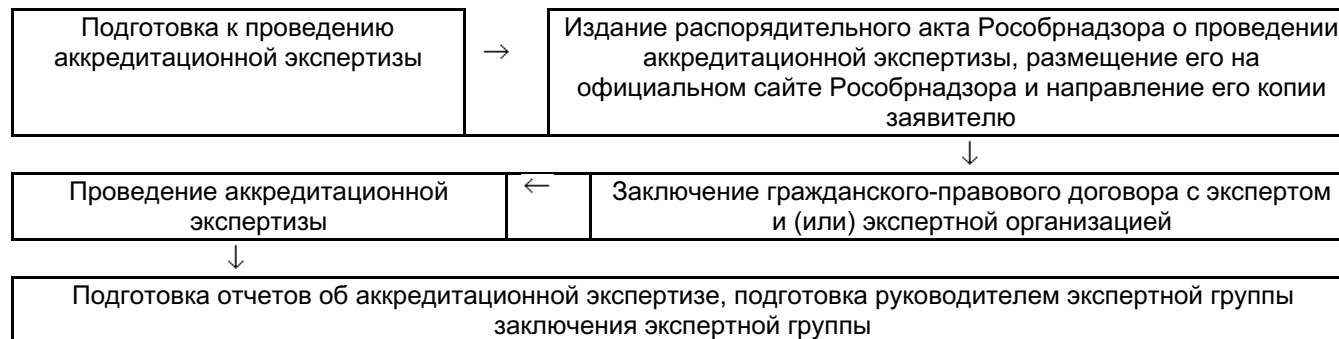 Подготовка к проведению
аккредитационной экспертизы
→
Издание распорядительного акта Рособрнадзора о проведении
аккредитационной экспертизы, размещение его на
официальном сайте Рособрнадзора и направление его копии
заявителю
↓
Проведение аккредитационной
экспертизы
←
Заключение гражданского-правового договора с экспертом
и (или) экспертной организацией
↓
Подготовка отчетов об аккредитационной экспертизе, подготовка руководителем экспертной группы
заключения экспертной группы